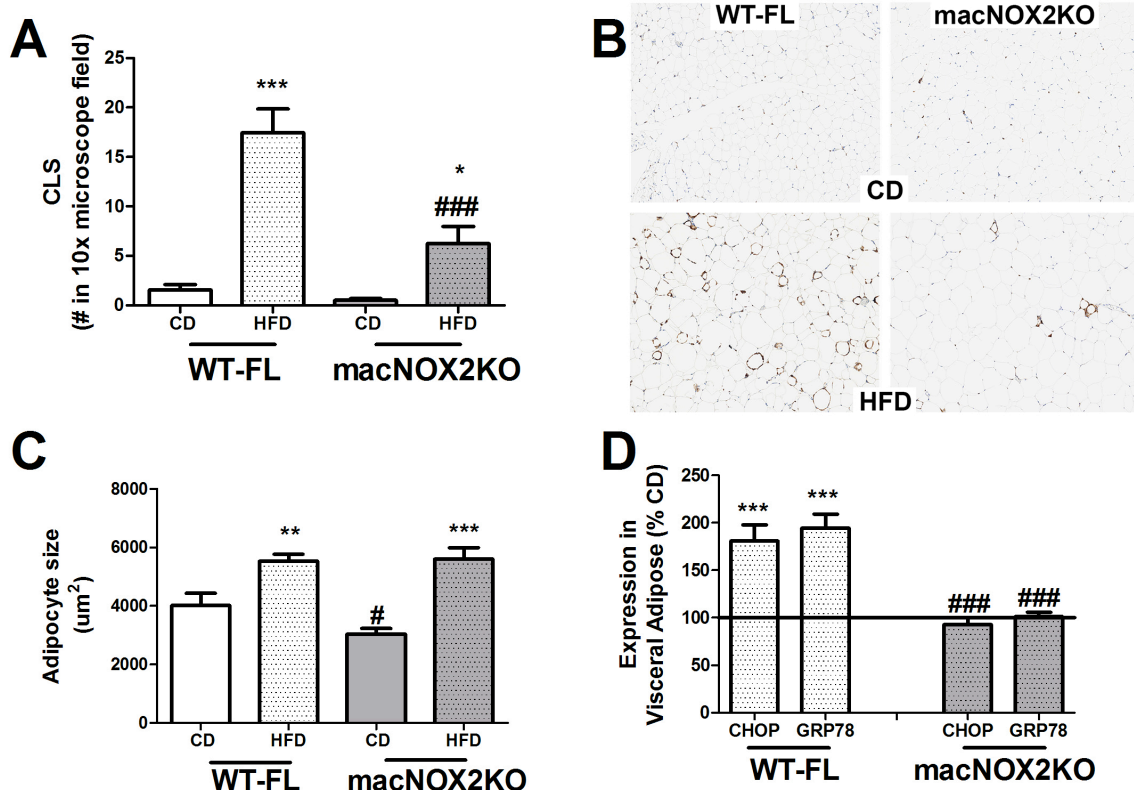 A
CLS
(# in 10x microscope field)
25
20
15
10
5
0
***
*
###
CD
HFD
CD
HFD
WT-FL
macNOX2KO
B
WT-FL
macNOX2KO
CD
HFD
C
Adipocyte size
(um²)
8000
6000
4000
2000
0
**
#
***
CD
HFD
CD
HFD
WT-FL
macNOX2KO
D
Expression in
Visceral Adipose (% CD)
250
200
150
100
50
0
***
***
###
###
CHOP
GRP78
CHOP
GRP78
WT-FL
macNOX2KO